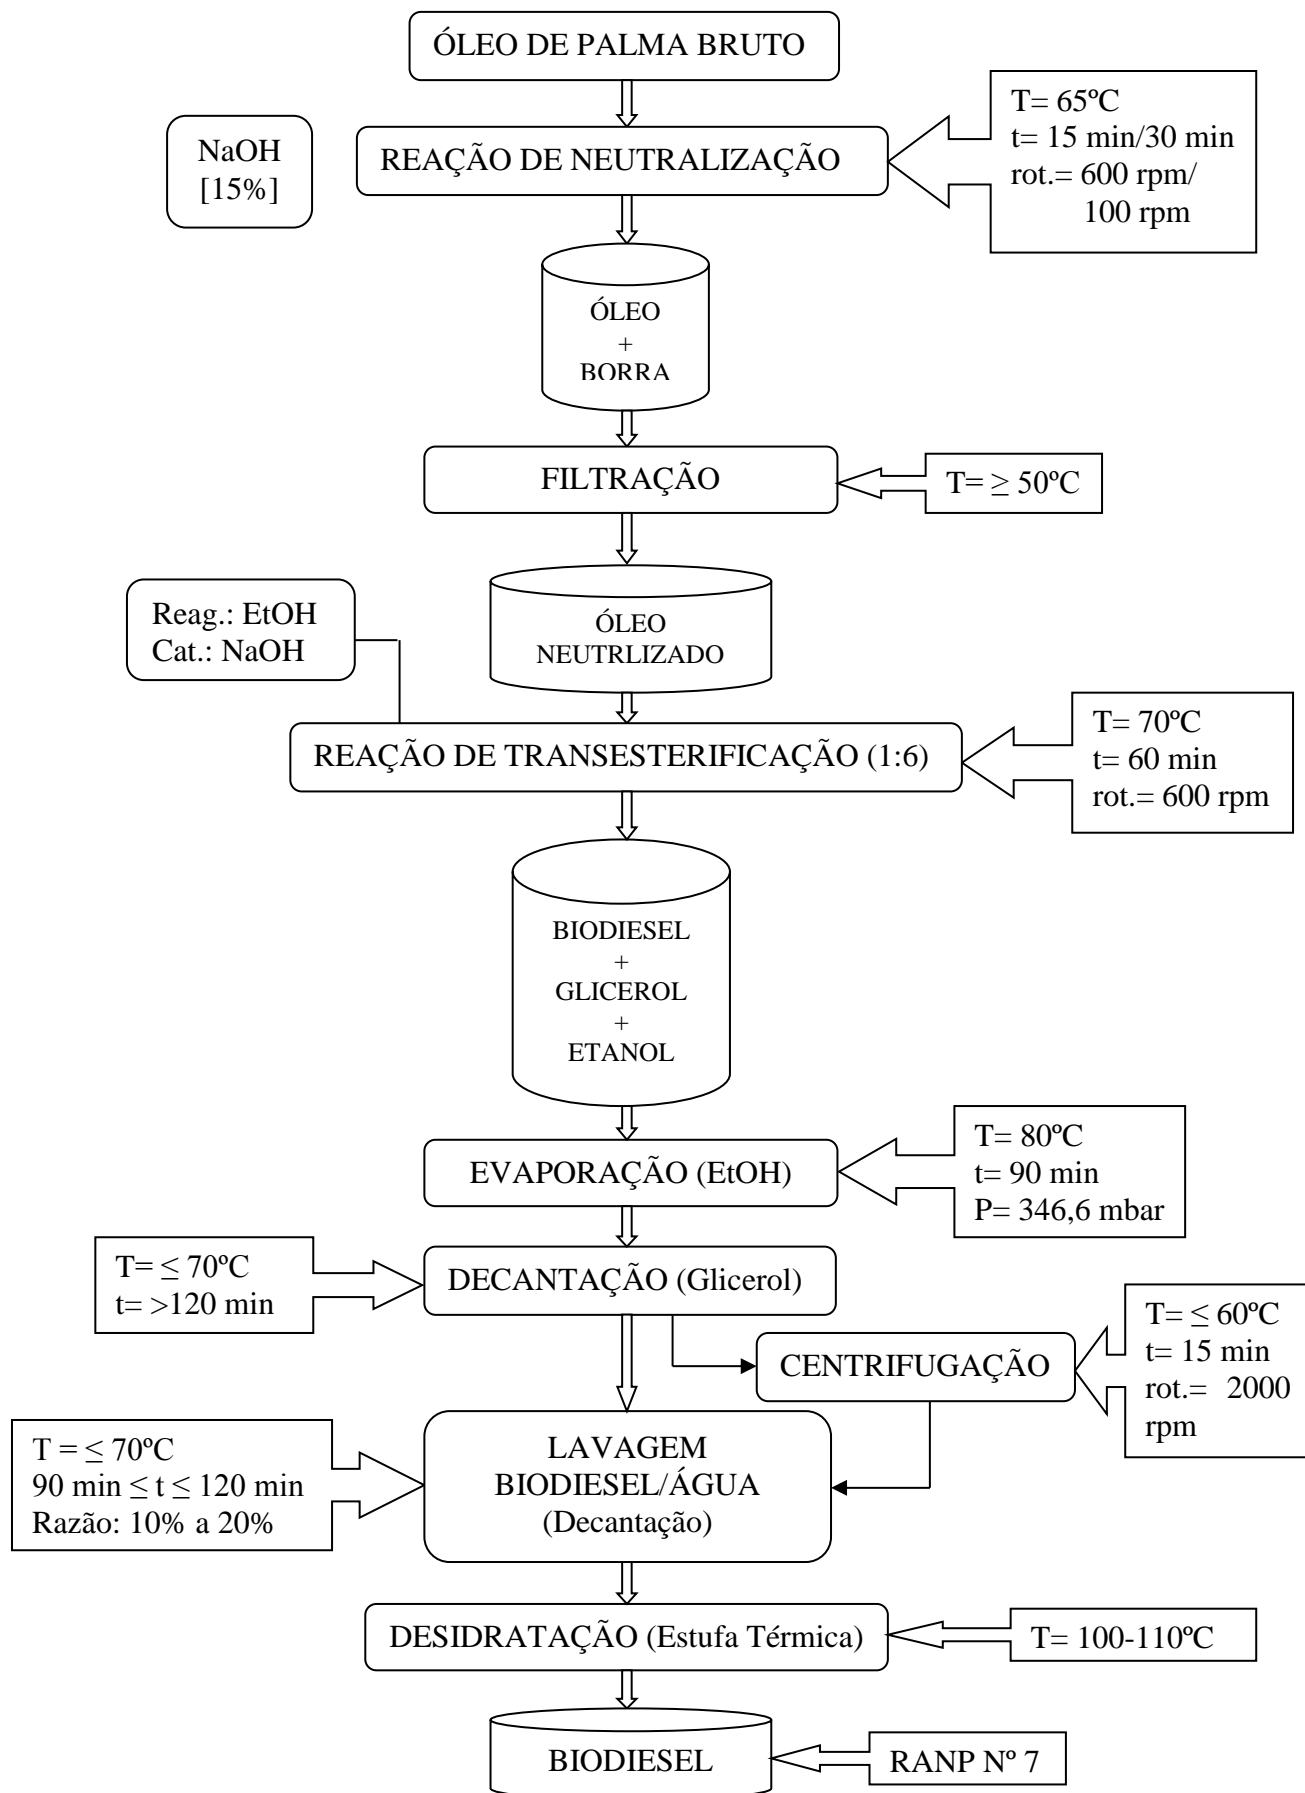 ÓLEO DE PALMA BRUTO
T= 65ºC
t= 15 min/30 min
rot.= 600 rpm/
100 rpm
NaOH
[15%]
REAÇÃO DE NEUTRALIZAÇÃO
ÓLEO
+
BORRA
FILTRAÇÃO
T= ≥ 50ºC
Reag.: EtOH
Cat.: NaOH
ÓLEO
NEUTRLIZADO
REAÇÃO DE TRANSESTERIFICAÇÃO (1:6)
T= 70ºC
t= 60 min
rot.= 600 rpm
BIODIESEL
+
GLICEROL
+
ETANOL
EVAPORAÇÃO (EtOH)
T= 80ºC
t= 90 min
P= 346,6 mbar
T= ≤ 70ºC
t= >120 min
DECANTAÇÃO (Glicerol)
CENTRIFUGAÇÃO
T= ≤ 60ºC
t= 15 min
rot.= 2000
rpm
T = ≤ 70ºC
90 min ≤ t ≤ 120 min
Razão: 10% a 20%
LAVAGEM
BIODIESEL/ÁGUA
(Decantação)
DESIDRATAÇÃO (Estufa Térmica)
T= 100-110ºC
BIODIESEL
RANP Nº 7